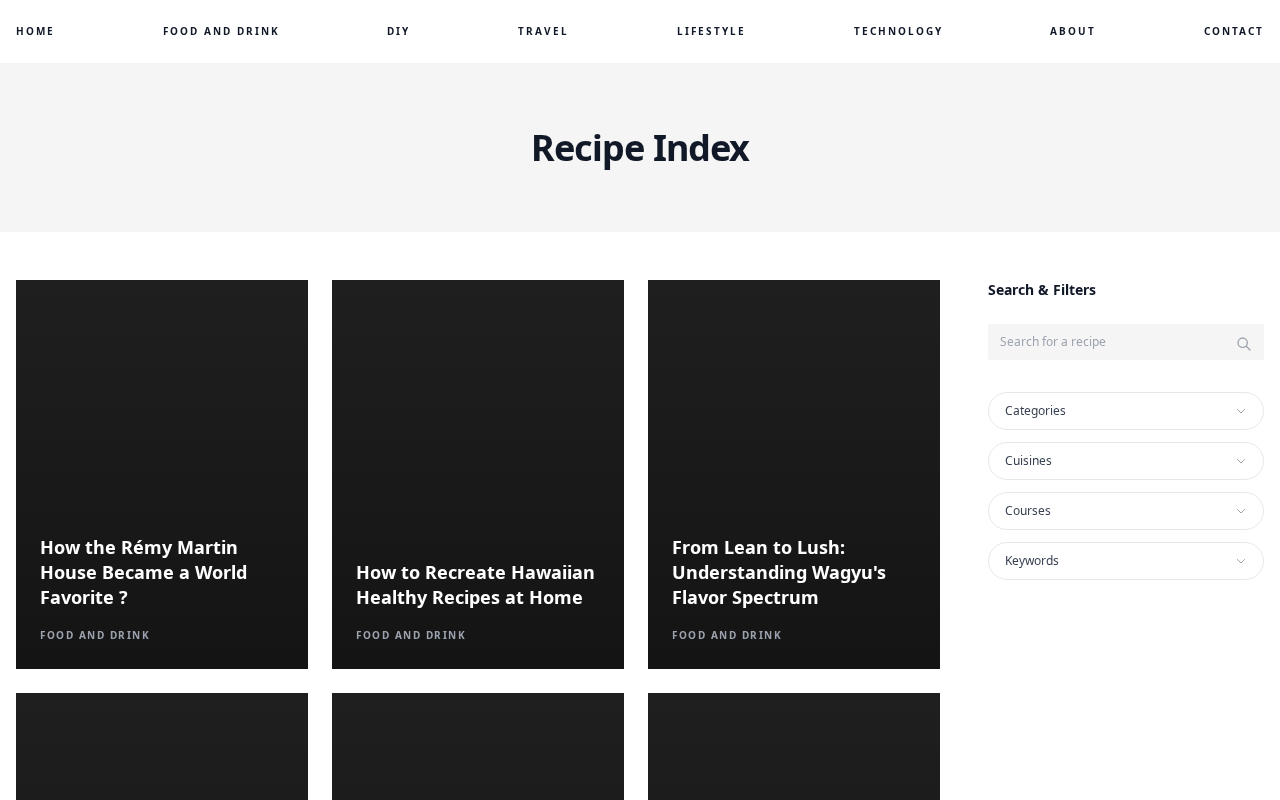 HOME FOOD AND DRINK DIY TRAVEL LIFESTYLE TECHNOLOGY ABOUT CONTACT
Recipe Index
How the Rémy Martin
House Became a World
Favorite ?
FOOD AND DRINK
How to Recreate Hawaiian
Healthy Recipes at Home
FOOD AND DRINK
From Lean to Lush:
Understanding Wagyu's
Flavor Spectrum
FOOD AND DRINK
Search & Filters
Search for a recipe
Categories
Cuisines
Courses
Keywords